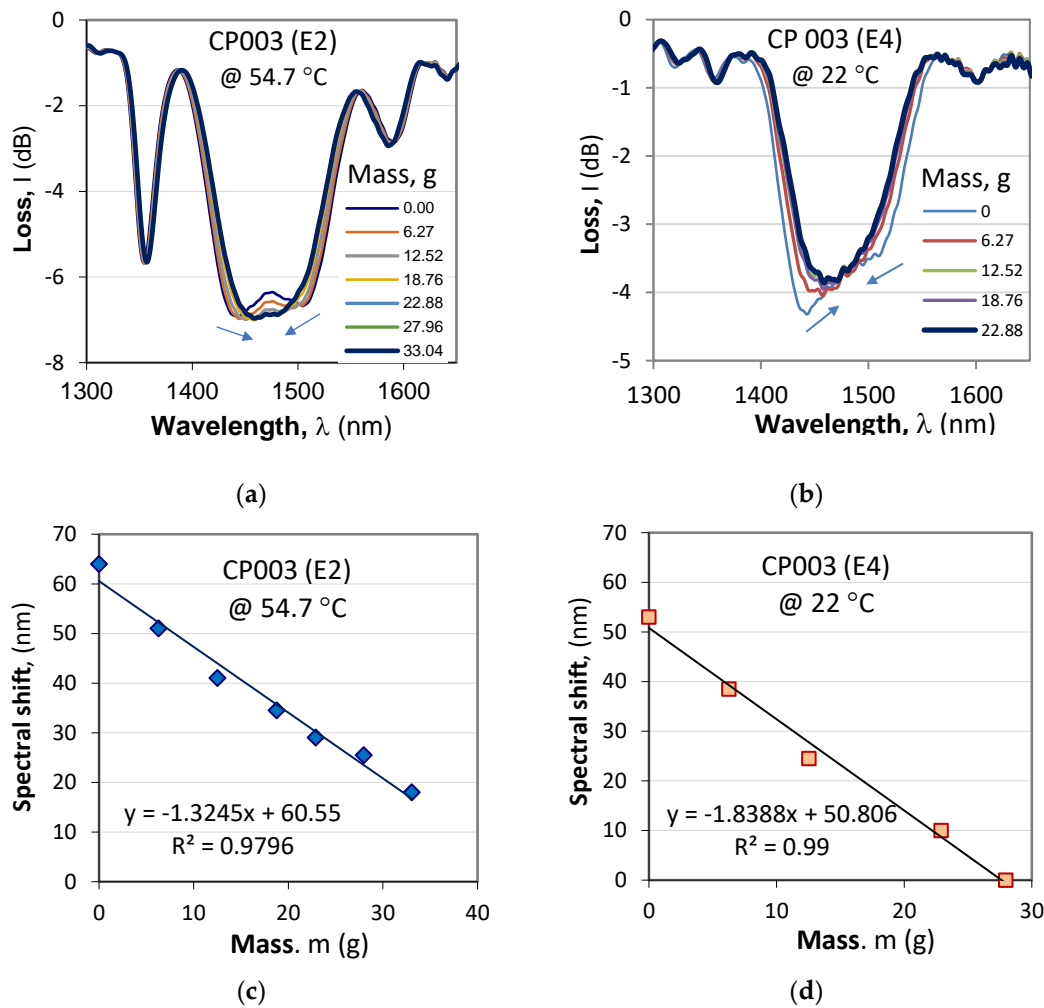 CP003 (E2)
@ 54.7 °C
Loss, l (dB)
0
-2
-4
-6
-8
Mass, g
0.00
6.27
12.52
18.76
22.88
27.96
33.04
1300 1400 1500 1600
Wavelength, λ (nm)
(a)
CP 003 (E4)
@ 22 °C
Loss, l (dB)
0
-1
-2
-3
-4
-5
Mass, g
0
6.27
12.52
18.76
22.88
1300 1400 1500 1600
Wavelength, λ (nm)
(b)
CP003 (E2)
@ 54.7 °C
Spectral shift, (nm)
70
60
50
40
30
20
10
0
y = -1.3245x + 60.55
R² = 0.9796
0 10 20 30 40
Mass. m (g)
(c)
CP003 (E4)
@ 22 °C
Spectral shift, (nm)
70
60
50
40
30
20
10
0
y = -1.8388x + 50.806
R² = 0.99
0 10 20 30
Mass. m (g)
(d)